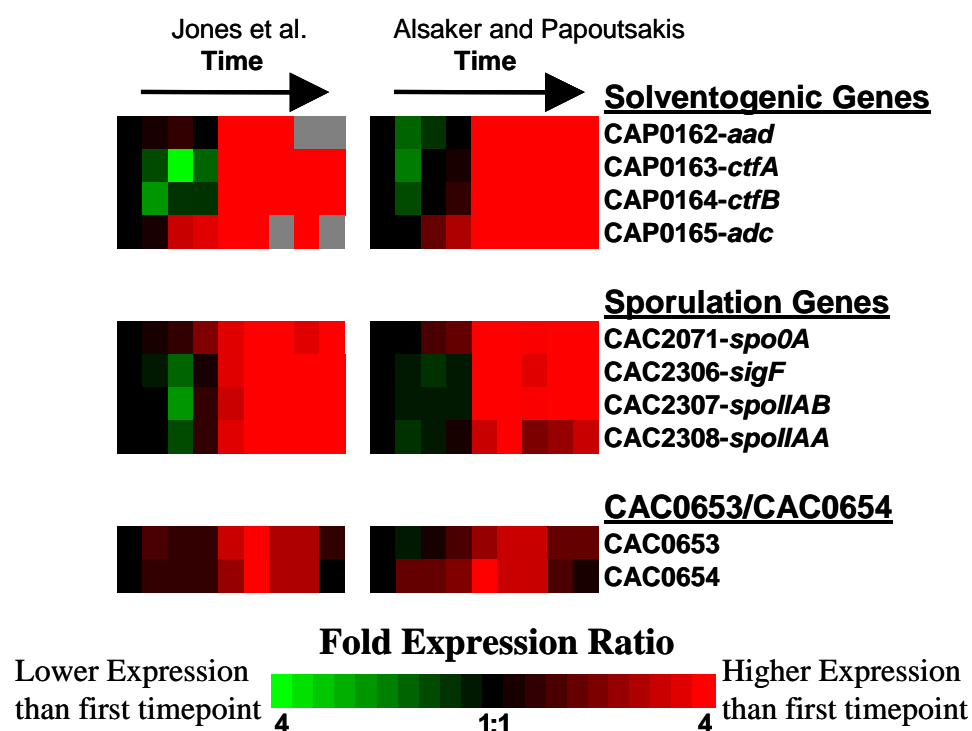 Jones et al.
Time
Alsaker and Papoutsakis
Time
Solventogenic Genes
CAP0162-aad
CAP0163-ctfA
CAP0164-ctfB
CAP0165-adc
Sporulation Genes
CAC2071-spo0A
CAC2306-sigF
CAC2307-spoIIAB
CAC2308-spoIIAA
CAC0653/CAC0654
CAC0653
CAC0654
Fold Expression Ratio
Lower Expression
than first timepoint
4 1:1 4
Higher Expression
than first timepoint